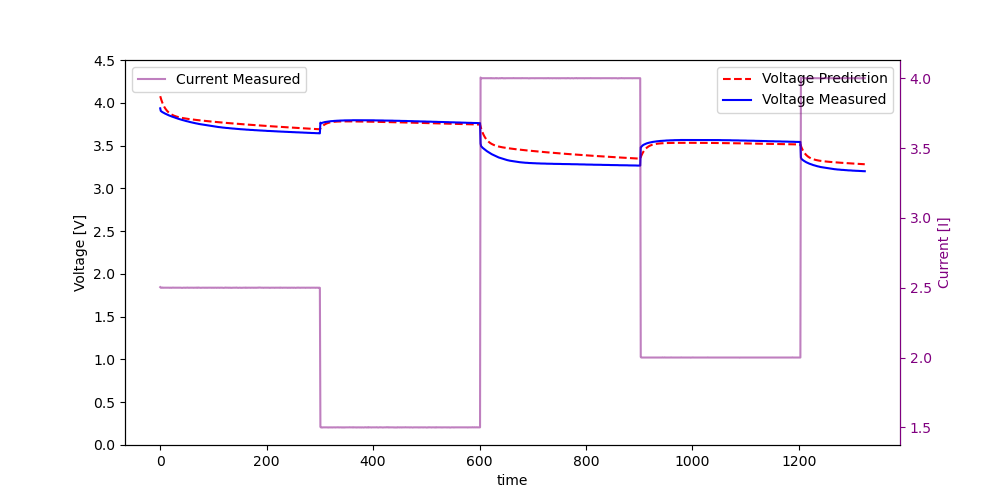 Current Measured
Voltage Prediction
Voltage Measured
4.5
4.0
3.5
3.0
2.5
2.0
1.5
1.0
0.5
0.0
Voltage [V]
4.0
3.5
3.0
2.5
2.0
1.5
Current [I]
0 200 400 600 800 1000 1200
time